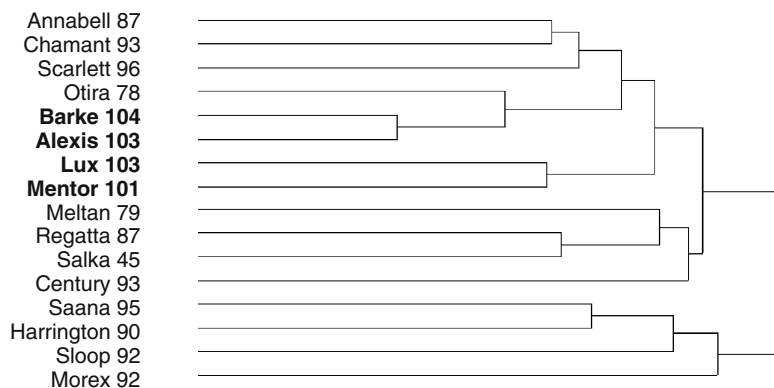 Annabell 87
Chamant 93
Scarlett 96
Otira 78
Barke 104
Alexis 103
Lux 103
Mentor 101
Meltan 79
Regatta 87
Salka 45
Century 93
Saana 95
Harrington 90
Sloop 92
Morex 92